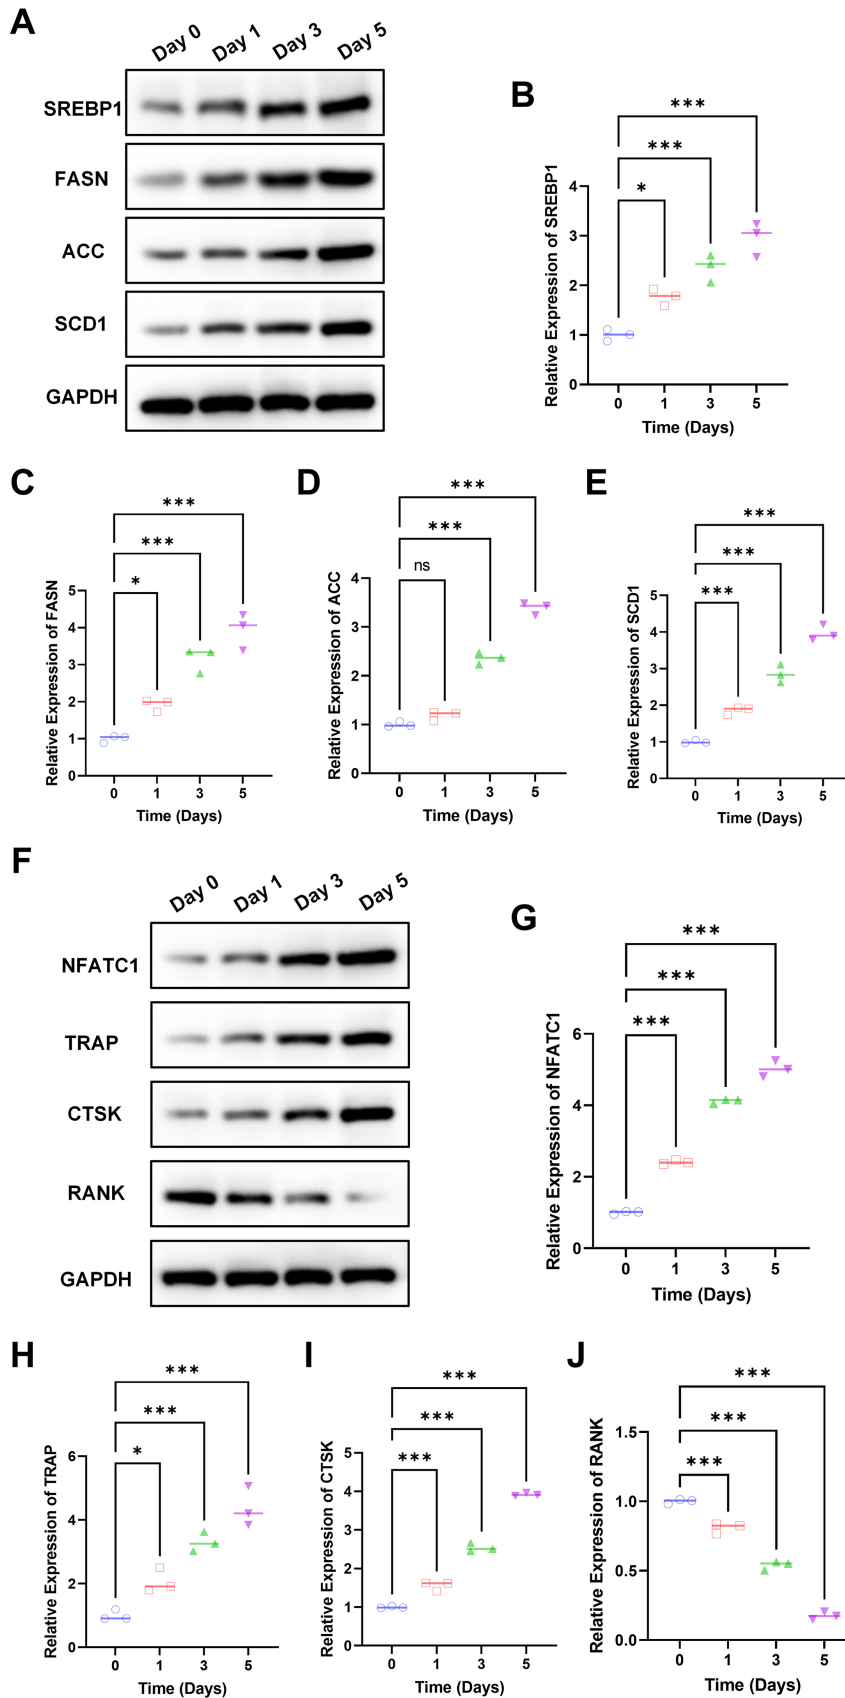 A
Day 0 Day 1 Day 3 Day 5
SREBP1
FASN
ACC
SCD1
GAPDH
B
***
***
*
Relative Expression of SREBP1
4
3
2
1
0
0 1 3 5
Time (Days)
C
***
***
*
Relative Expression of FASN
5
4
3
2
1
0
0 1 3 5
Time (Days)
D
***
***
ns
Relative Expression of ACC
4
3
2
1
0
0 1 3 5
Time (Days)
E
***
***
***
Relative Expression of SCD1
5
4
3
2
1
0
0 1 3 5
Time (Days)
F
Day 0 Day 1 Day 3 Day 5
NFATC1
TRAP
CTSK
RANK
GAPDH
G
***
***
***
Relative Expression of NFATC1
6
4
2
0
0 1 3 5
Time (Days)
H
***
***
*
Relative Expression of TRAP
6
4
2
0
0 1 3 5
Time (Days)
I
***
***
***
Relative Expression of CTSK
5
4
3
2
1
0
0 1 3 5
Time (Days)
J
***
***
***
Relative Expression of RANK
1.5
1.0
0.5
0.0
0 1 3 5
Time (Days)